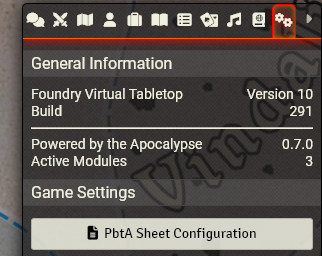 General Information
Foundry Virtual Tabletop Version 10
Build 291
Powered by the Apocalypse 0.7.0
Active Modules 3
Game Settings
PbtA Sheet Configuration